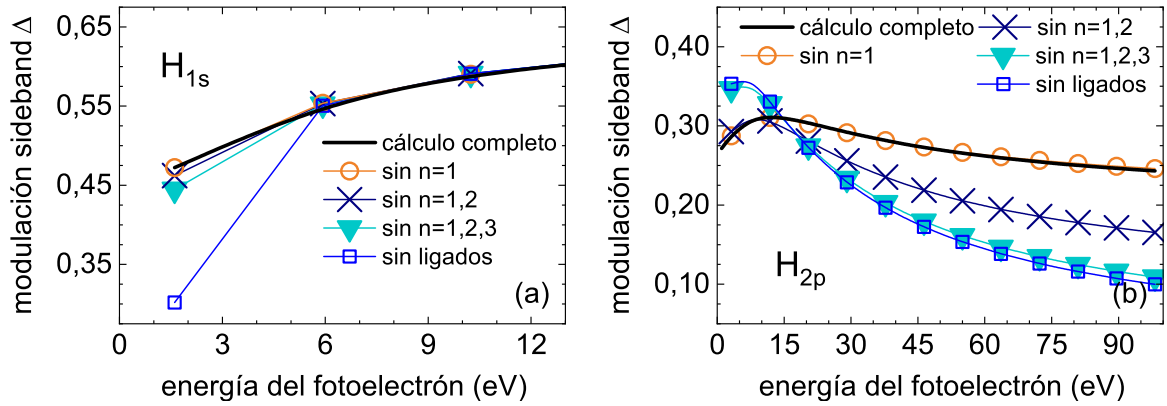 modulación sideband Δ
0,65
0,55
0,45
0,35
H1s
cálculo completo
sin n=1
sin n=1,2
sin n=1,2,3
sin ligados
(a)
0 3 6 9 12
energía del fotoelectrón (eV)
modulación sideband Δ
0,40
0,30
0,20
0,10
cálculo completo
sin n=1
sin n=1,2
sin n=1,2,3
sin ligados
H2p
(b)
0 15 30 45 60 75 90
energía del fotoelectrón (eV)